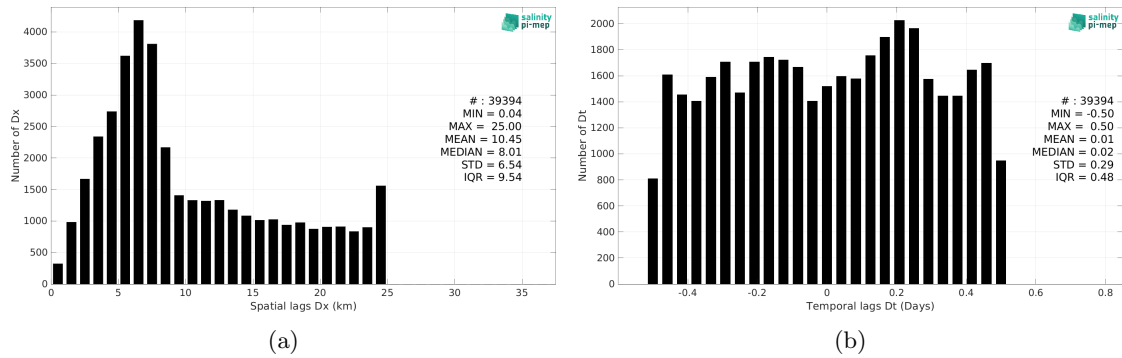 salinity
pi-mep
4000
3500
3000
2500
2000
1500
1000
500
0
Number of Dx
# : 39394
MIN = 0.04
MAX = 25.00
MEAN = 10.45
MEDIAN = 8.01
STD = 6.54
IQR = 9.54
0 5 10 15 20 25 30 35
Spatial lags Dx (km)
(a)
salinity
pi-mep
2000
1800
1600
1400
1200
1000
800
600
400
200
0
Number of Dt
# : 39394
MIN = -0.50
MAX = 0.50
MEAN = 0.01
MEDIAN = 0.02
STD = 0.29
IQR = 0.48
-0.4 -0.2 0 0.2 0.4 0.6 0.8
Temporal lags Dt (Days)
(b)